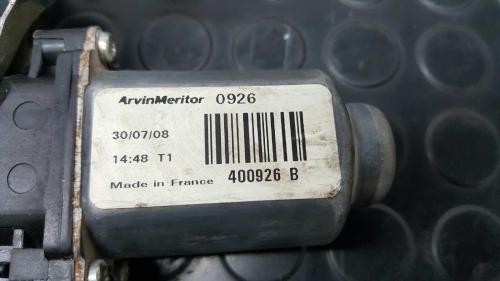 ArvinMeritor 0926
30/07/08
14:48 T1
Made in France 400926 B